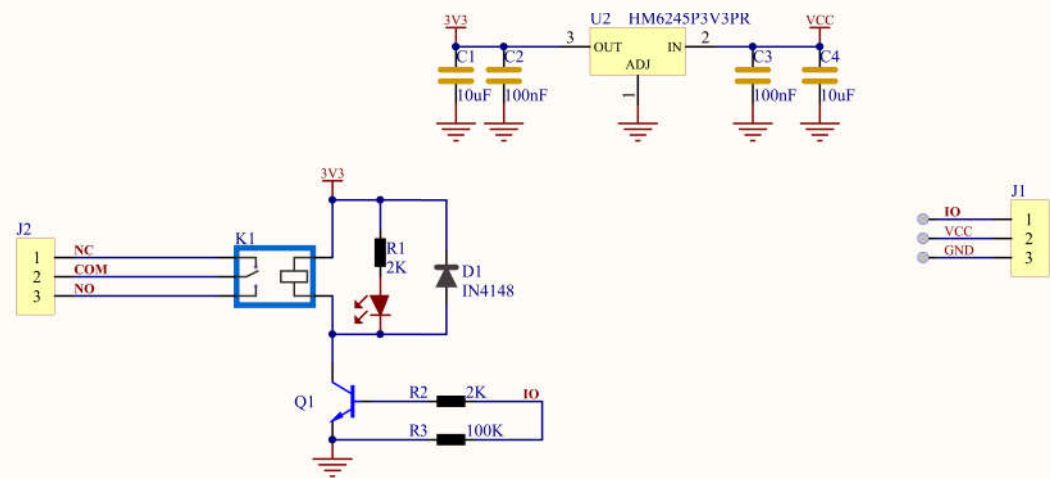 U2 HM6245P3V3PR
3V3
VCC
3 OUT IN 2
ADJ
1
C1
10uF
C2
100nF
C3
100nF
C4
10uF
3V3
J2
1 NC
2 COM
3 NO
K1
R1
2K
D1
IN4148
J1
IO 1
VCC 2
GND 3
Q1
R2 2K IO
R3 100K